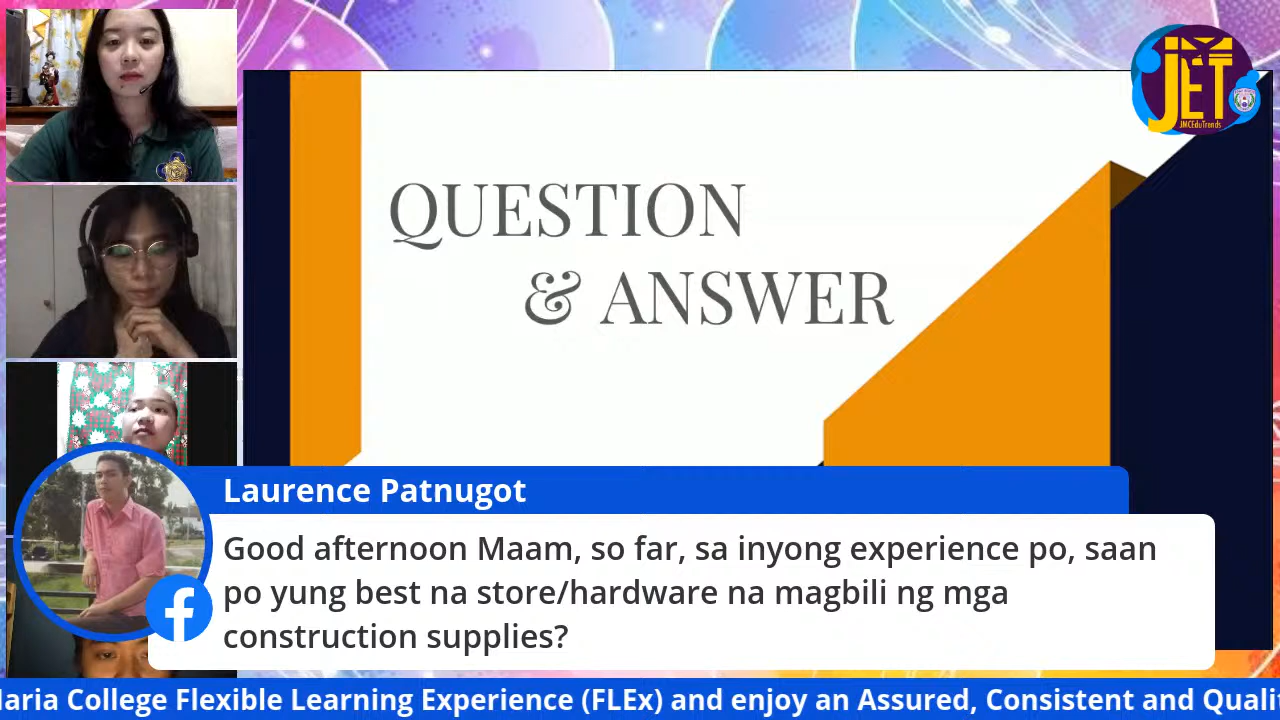 JMC
JET
JMCEduTrends
QUESTION
& ANSWER
Laurence Patnugot
Good afternoon Maam, so far, sa inyong experience po, saan
po yung best na store/hardware na magbili ng mga
construction supplies?
College Flexible Learning Experience (FLEx) and enjoy an Assured, Consistent and